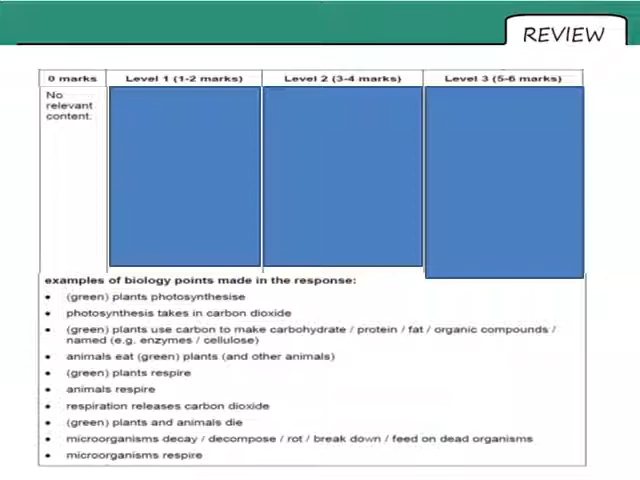 REVIEW
0 marks Level 1 (1-2 marks) Level 2 (3-4 marks) Level 3 (5-6 marks)
No
relevant
content.
examples of biology points made in the response:
• (green) plants photosynthesise
• photosynthesis takes in carbon dioxide
• (green) plants use carbon to make carbohydrate / protein / fat / organic compounds /
named (e.g. enzymes / cellulose)
• animals eat (green) plants (and other animals)
• (green) plants respire
• animals respire
• respiration releases carbon dioxide
• (green) plants and animals die
• microorganisms decay / decompose / rot / break down / feed on dead organisms
• microorganisms respire